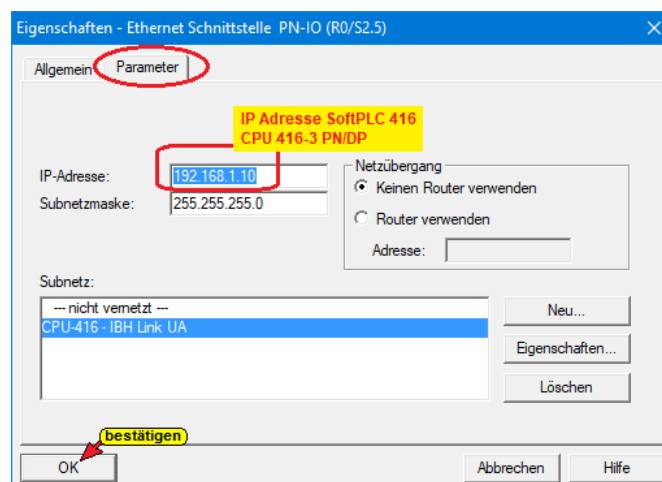 Eigenschaften - Ethernet Schnittstelle PN-IO (R0/S2.5)
Allgemein Parameter
IP Adresse SoftPLC 416
CPU 416-3 PN/DP
IP-Adresse: 192.168.1.10
Subnetzmaske: 255.255.255.0
Netzübergang
Keinen Router verwenden
Router verwenden
Adresse:
Subnetz:
--- nicht vernetzt ---
CPU-416 - IBH Link UA
Neu...
Eigenschaften...
Löschen
bestätigen
OK Abbrechen Hilfe